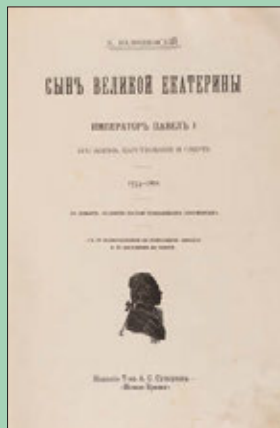 К. ВАЛИШЕВСКІЙ
СЫНЪ ВЕЛИКОЙ ЕКАТЕРИНЫ
ИМПЕРАТОРЪ ПАВЕЛЪ I
ЕГО ЖИЗНЬ, ЦАРСТВОВАНІЕ И СМЕРТЬ
1754—1801
Изданіе Т-ва А. С. Суворина—
«Новое Время»